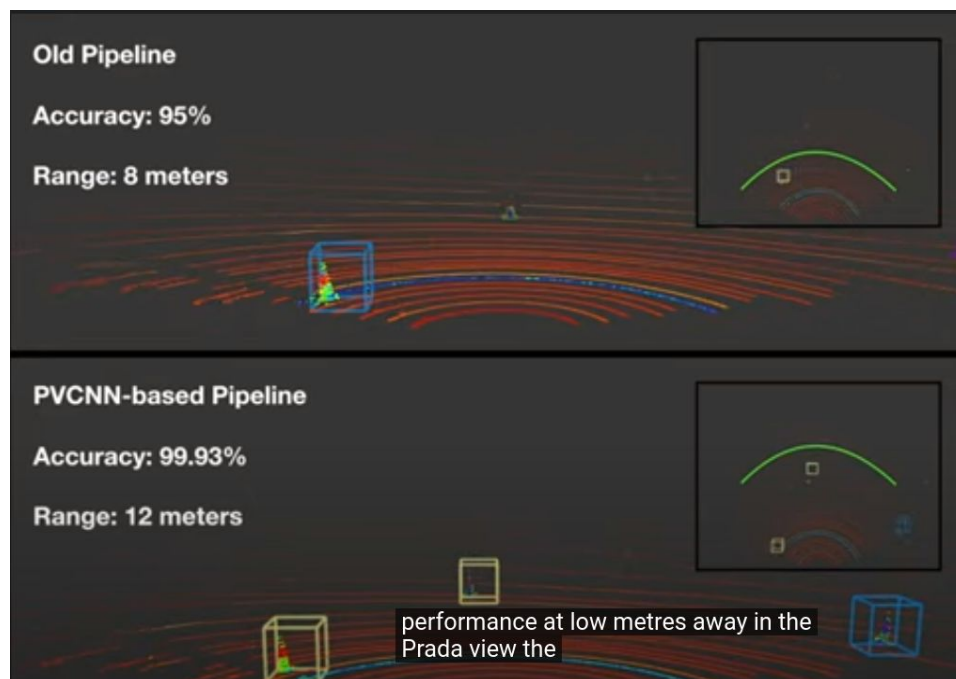 Old Pipeline
Accuracy: 95%
Range: 8 meters
PVCNN-based Pipeline
Accuracy: 99.93%
Range: 12 meters
performance at low metres away in the
Prada view the